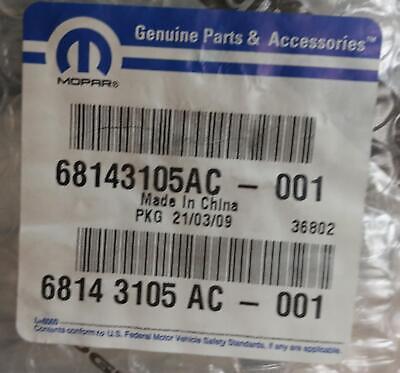 Genuine Parts & Accessories™
MOPAR®
68143105AC - 001
Made In China
PKG 21/03/09 36802
6814 3105 AC - 001
L-8060
Contents conform to U.S. Federal Motor Vehicle Safety Standards, if any are applicable.